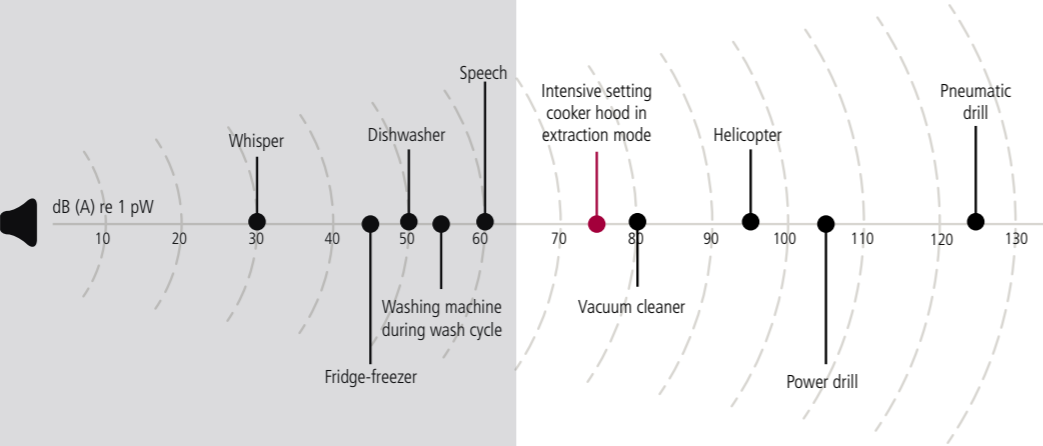 Speech
Intensive setting
cooker hood in
extraction mode
Pneumatic
drill
Whisper
Dishwasher
Helicopter
dB (A) re 1 pW
10 20 30 40 50 60 70 80 90 100 110 120 130
Washing machine
during wash cycle
Vacuum cleaner
Fridge-freezer
Power drill